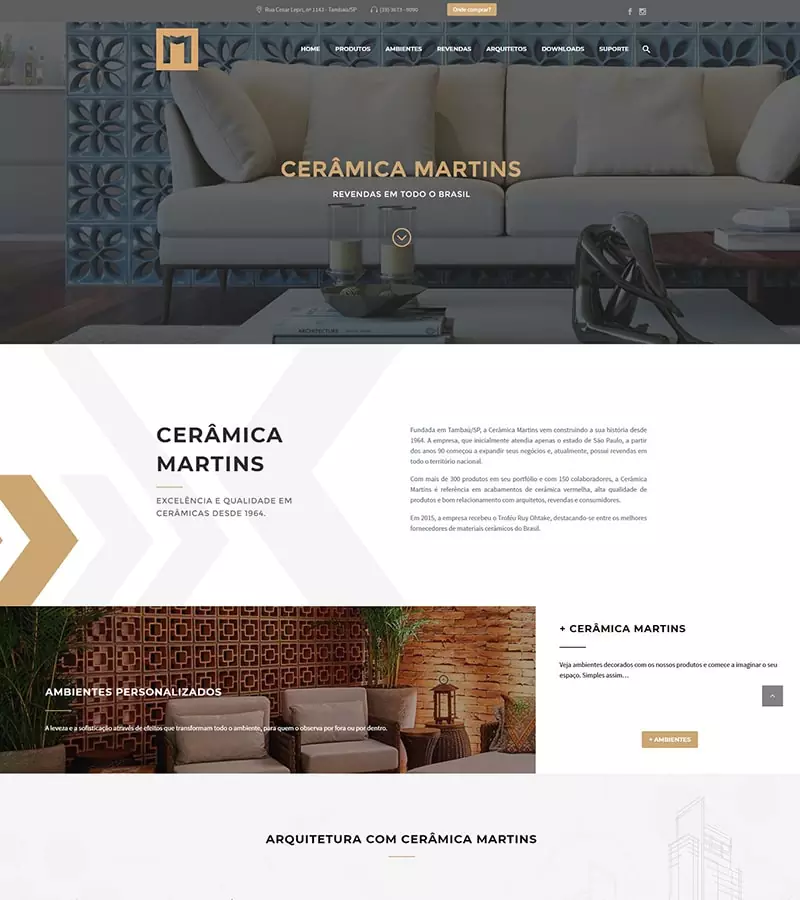 Rua Cesar Lepri, nº 1143 - Tambaú/SP
(19) 3673 - 9090
Onde comprar?
HOME PRODUTOS AMBIENTES REVENDAS ARQUITETOS DOWNLOADS SUPORTE
CERÂMICA MARTINS
REVENDAS EM TODO O BRASIL
ARCHITECTURE
CERÂMICA
MARTINS
EXCELÊNCIA E QUALIDADE EM
CERÂMICAS DESDE 1964.
Fundada em Tambaú/SP, a Cerâmica Martins vem construindo a sua história desde
1964. A empresa, que inicialmente atendia apenas o estado de São Paulo, a partir
dos anos 90 começou a expandir seus negócios e, atualmente, possui revendas em
todo o território nacional.
Com mais de 300 produtos em seu portfólio e com 150 colaboradores, a Cerâmica
Martins é referência em acabamentos de cerâmica vermelha, alta qualidade de
produtos e bom relacionamento com arquitetos, revendas e consumidores.
Em 2015, a empresa recebeu o Troféu Ruy Ohtake, destacando-se entre os melhores
fornecedores de materiais cerâmicos do Brasil.
AMBIENTES PERSONALIZADOS
A leveza e a sofisticação através de efeitos que transformam todo o ambiente, para quem o observa por fora ou por dentro.
+ CERÂMICA MARTINS
Veja ambientes decorados com os nossos produtos e começe a imaginar o seu
espaço. Simples assim...
+ AMBIENTES
ARQUITETURA COM CERÂMICA MARTINS